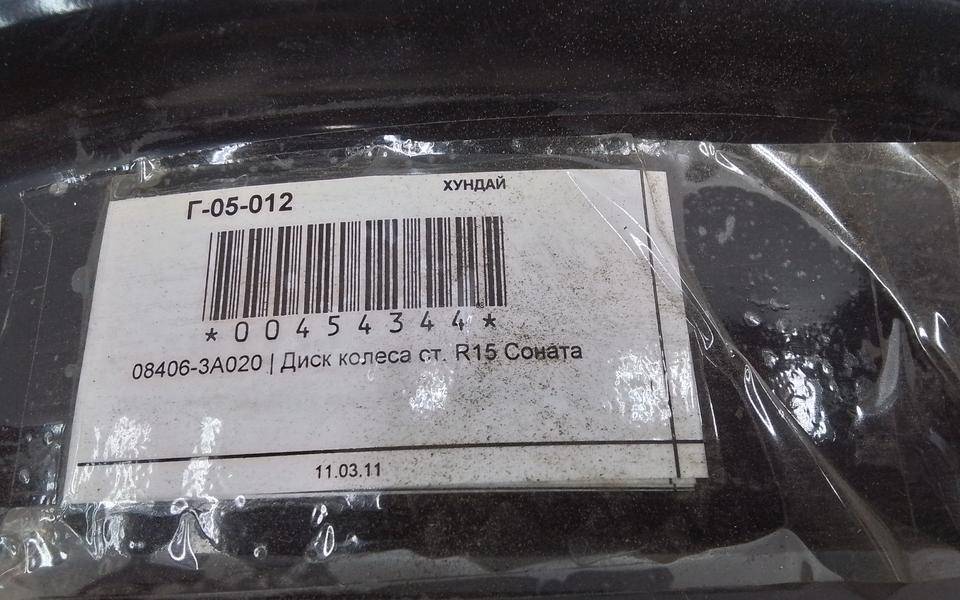 ХУНДАЙ
Г-05-012
*00454344*
08406-3A020 | Диск колеса ст. R15 Соната
11.03.11